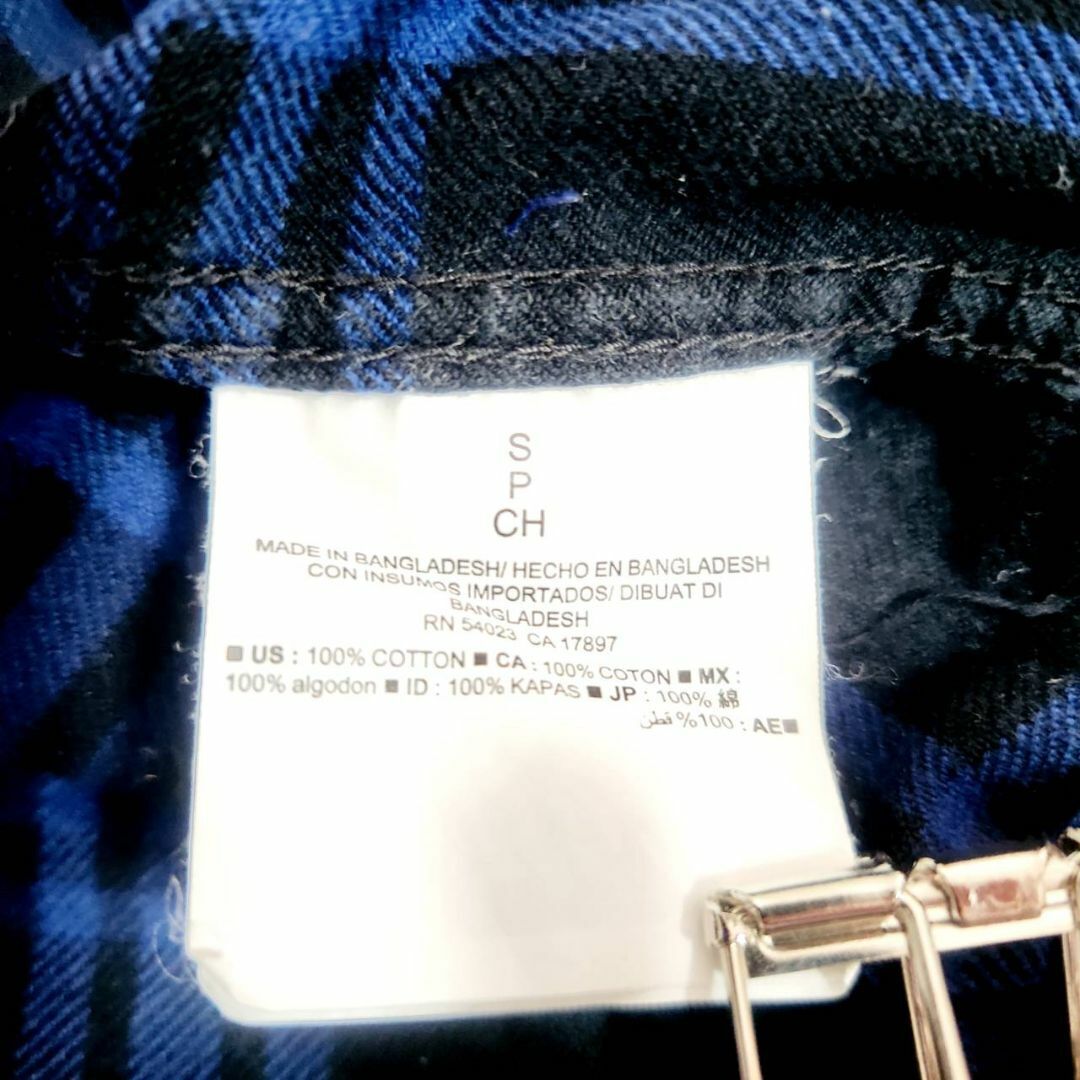 S
P
CH
MADE IN BANGLADESH/ HECHO EN BANGLADESH
CON INSUMOS IMPORTADOS/ DIBUAT DI
BANGLADESH
RN 54023 CA 17897
■ US : 100% COTTON ■ CA : 100% COTON ■ MX :
100% algodon ■ ID : 100% KAPAS ■ JP : 100% 綿
■AE : 100% قطن